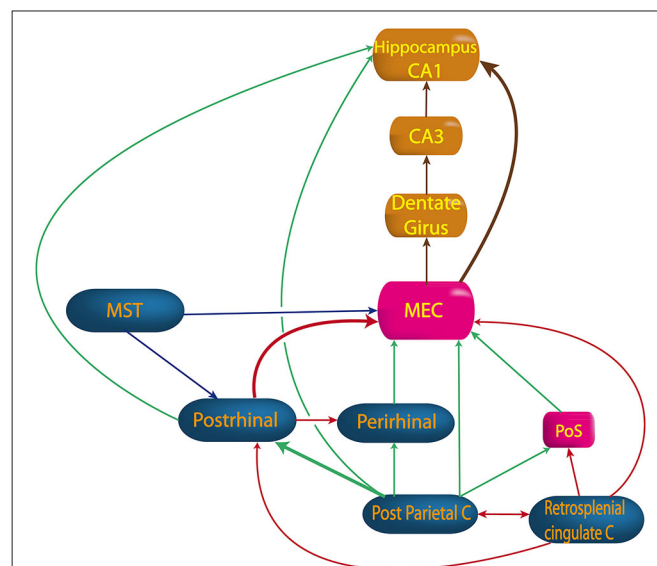 Hippocampus
CA1
CA3
Dentate
Girus
MST
MEC
Postrhinal
Perirhinal
PoS
Post Parietal C
Retrosplenial
cingulate C